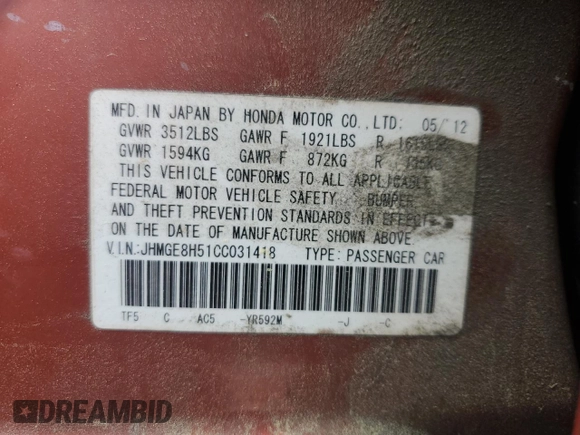 MFD. IN JAPAN BY HONDA MOTOR CO.,LTD: 05/12
GVWR 3512LBS GAWR F 1921LBS R
GVWR 1594KG GAWR F 872KG R
THIS VEHICLE CONFORMS TO ALL APPLICABLE
FEDERAL MOTOR VEHICLE SAFETY BUMPER
AND THEFT PREVENTION STANDARDS IN EFFECT
ON THE DATE OF MANUFACTURE SHOWN ABOVE
V.I.N.:JHMGE8H51CC031418 TYPE: PASSENGER CAR
TF5 C AC5 -YR592M -J -C
DREAMBID